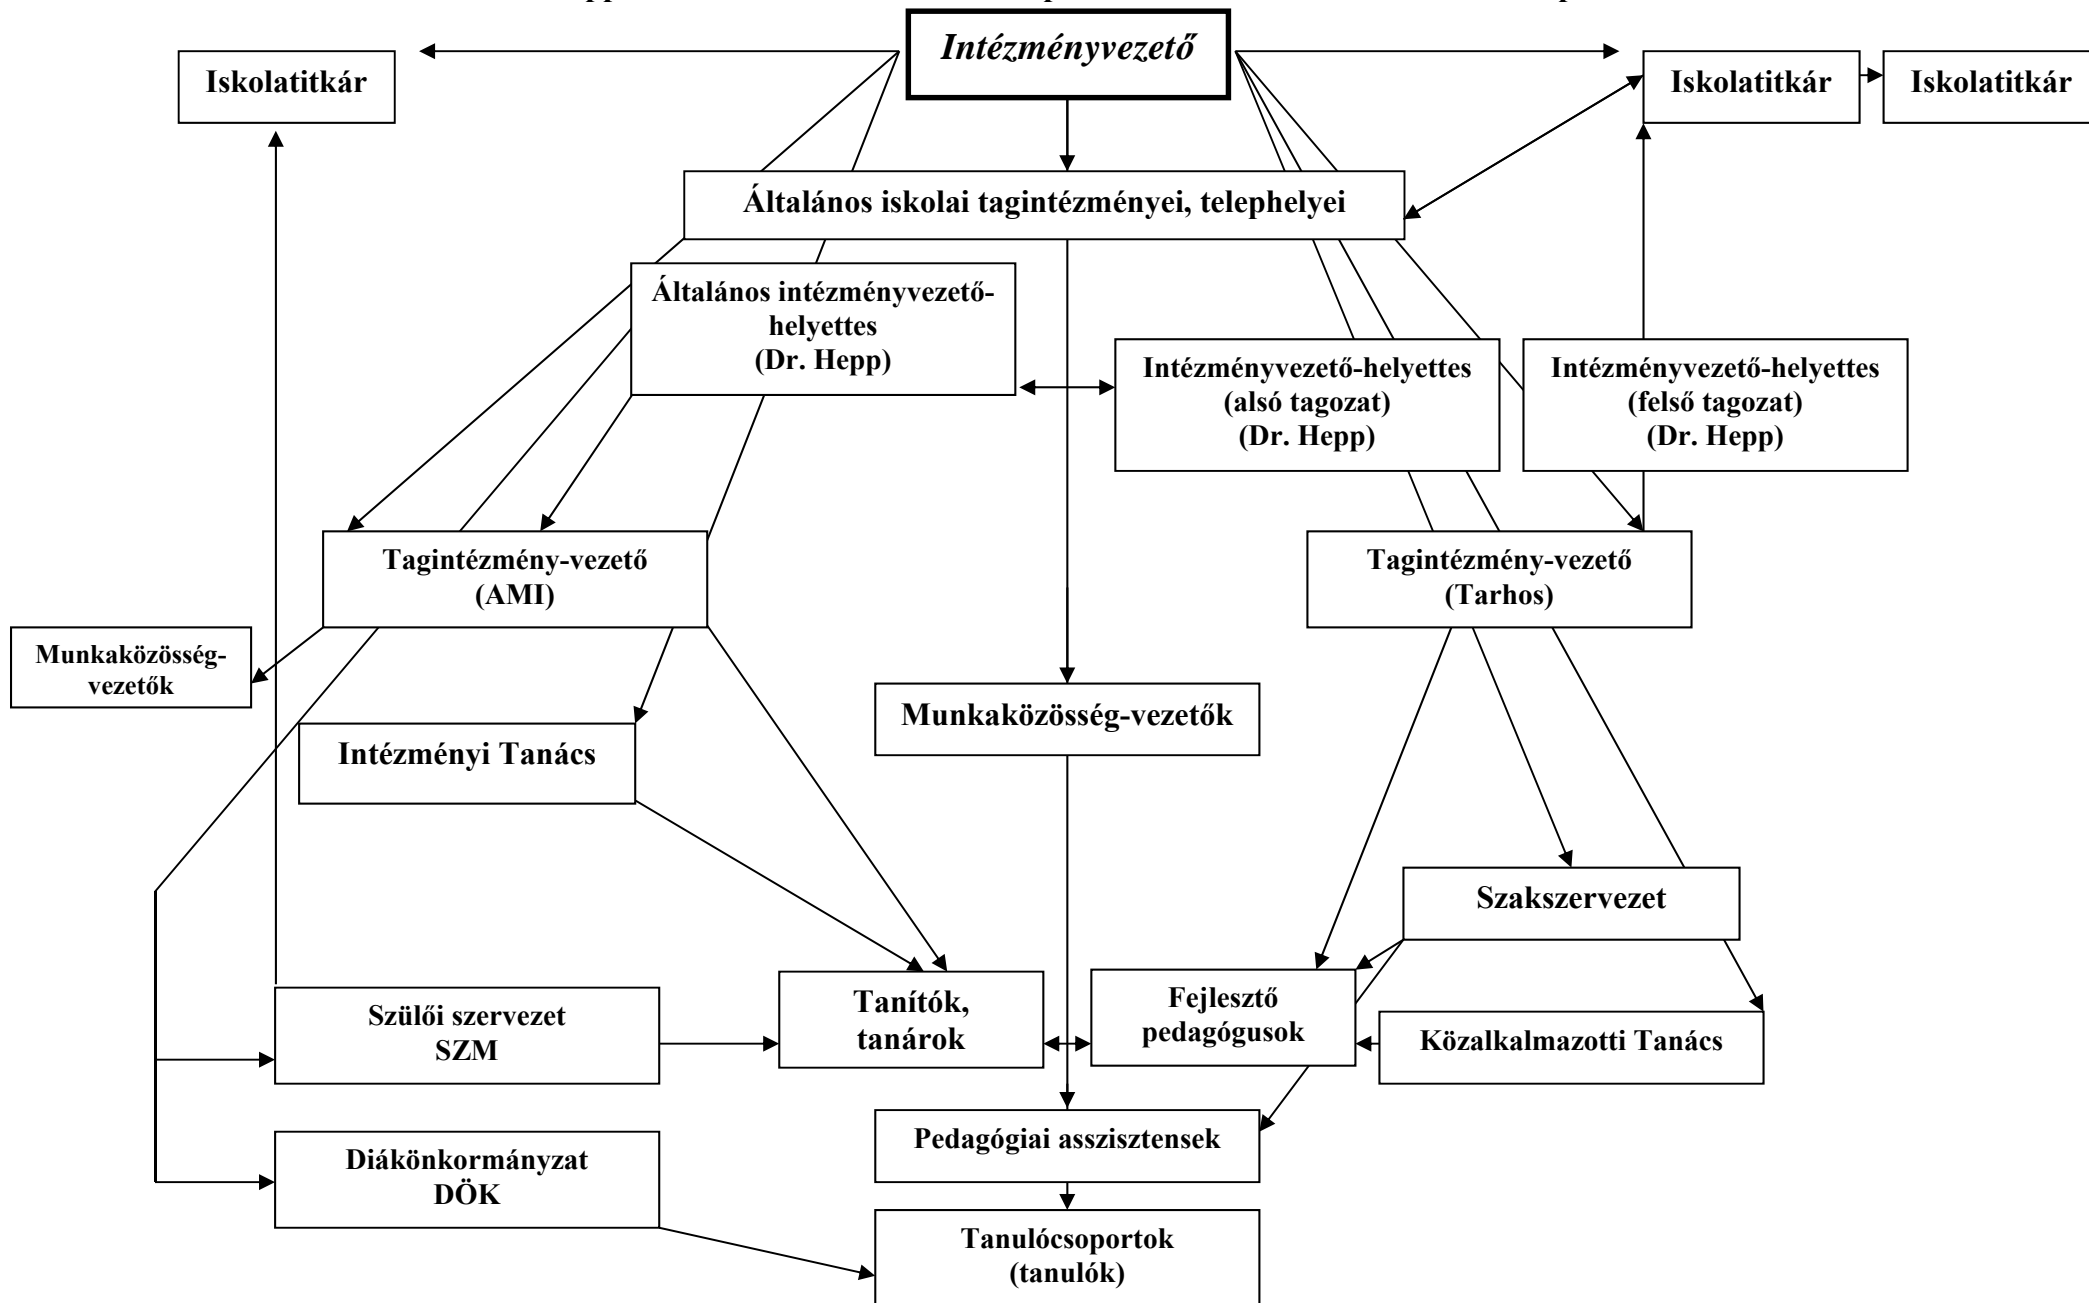 Intézményvezető
Iskolatitkár
Iskolatitkár
Iskolatitkár
Általános iskolai tagintézményei, telephelyei
Általános intézményvezető-
helyettes
(Dr. Hepp)
Intézményvezető-helyettes
(alsó tagozat)
(Dr. Hepp)
Intézményvezető-helyettes
(felső tagozat)
(Dr. Hepp)
Tagintézmény-vezető
(AMI)
Tagintézmény-vezető
(Tarhos)
Munkaközösség-
vezetők
Munkaközösség-vezetők
Intézményi Tanács
Szakszervezet
Szülői szervezet
SZM
Tanítók,
tanárok
Fejlesztő
pedagógusok
Közalkalmazotti Tanács
Pedagógiai asszisztensek
Diákönkormányzat
DÖK
Tanulócsoportok
(tanulók)